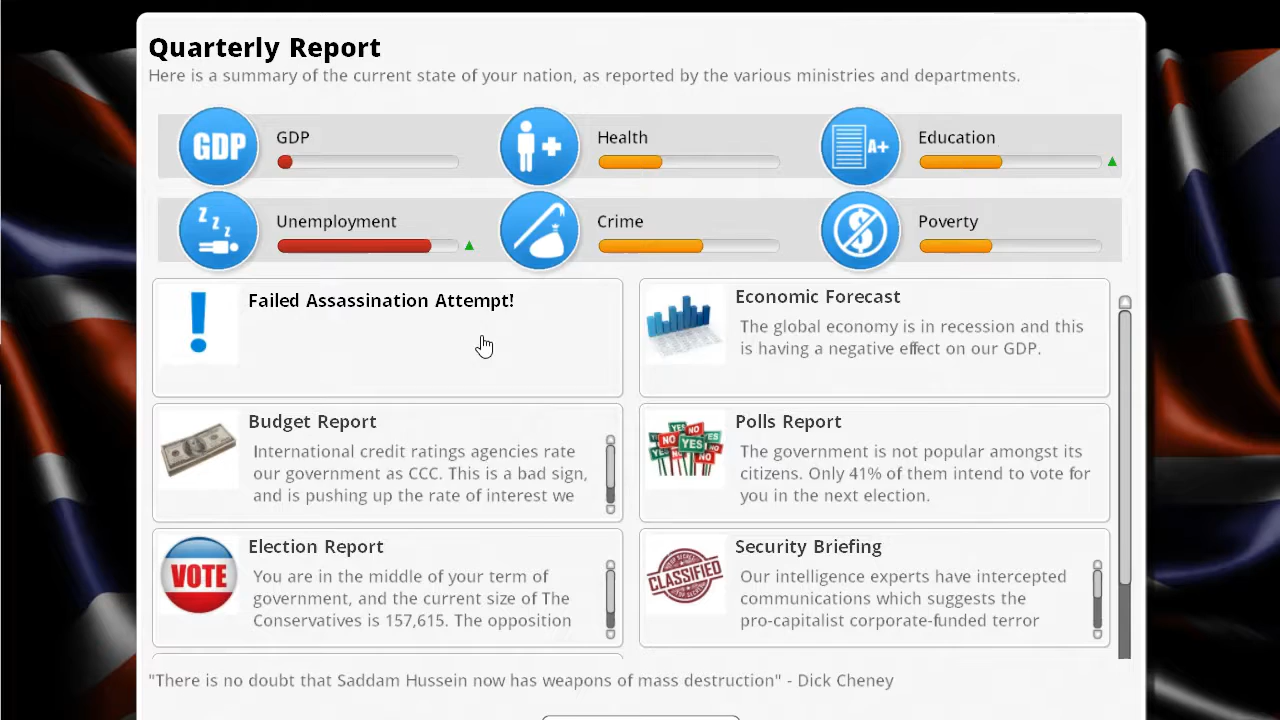 Quarterly Report
Here is a summary of the current state of your nation, as reported by the various ministries and departments.
GDP
GDP
Health
A+
Education
Z Z Z
Unemployment
Crime
$
Poverty
Failed Assassination Attempt!
Economic Forecast
The global economy is in recession and this
is having a negative effect on our GDP.
Budget Report
International credit ratings agencies rate
our government as CCC. This is a bad sign,
and is pushing up the rate of interest we
YES NO YES NO YES NO
Polls Report
The government is not popular amongst its
citizens. Only 41% of them intend to vote for
you in the next election.
VOTE
Election Report
You are in the middle of your term of
government, and the current size of The
Conservatives is 157,615. The opposition
CLASSIFIED
Security Briefing
Our intelligence experts have intercepted
communications which suggests the
pro-capitalist corporate-funded terror
"There is no doubt that Saddam Hussein now has weapons of mass destruction" - Dick Cheney